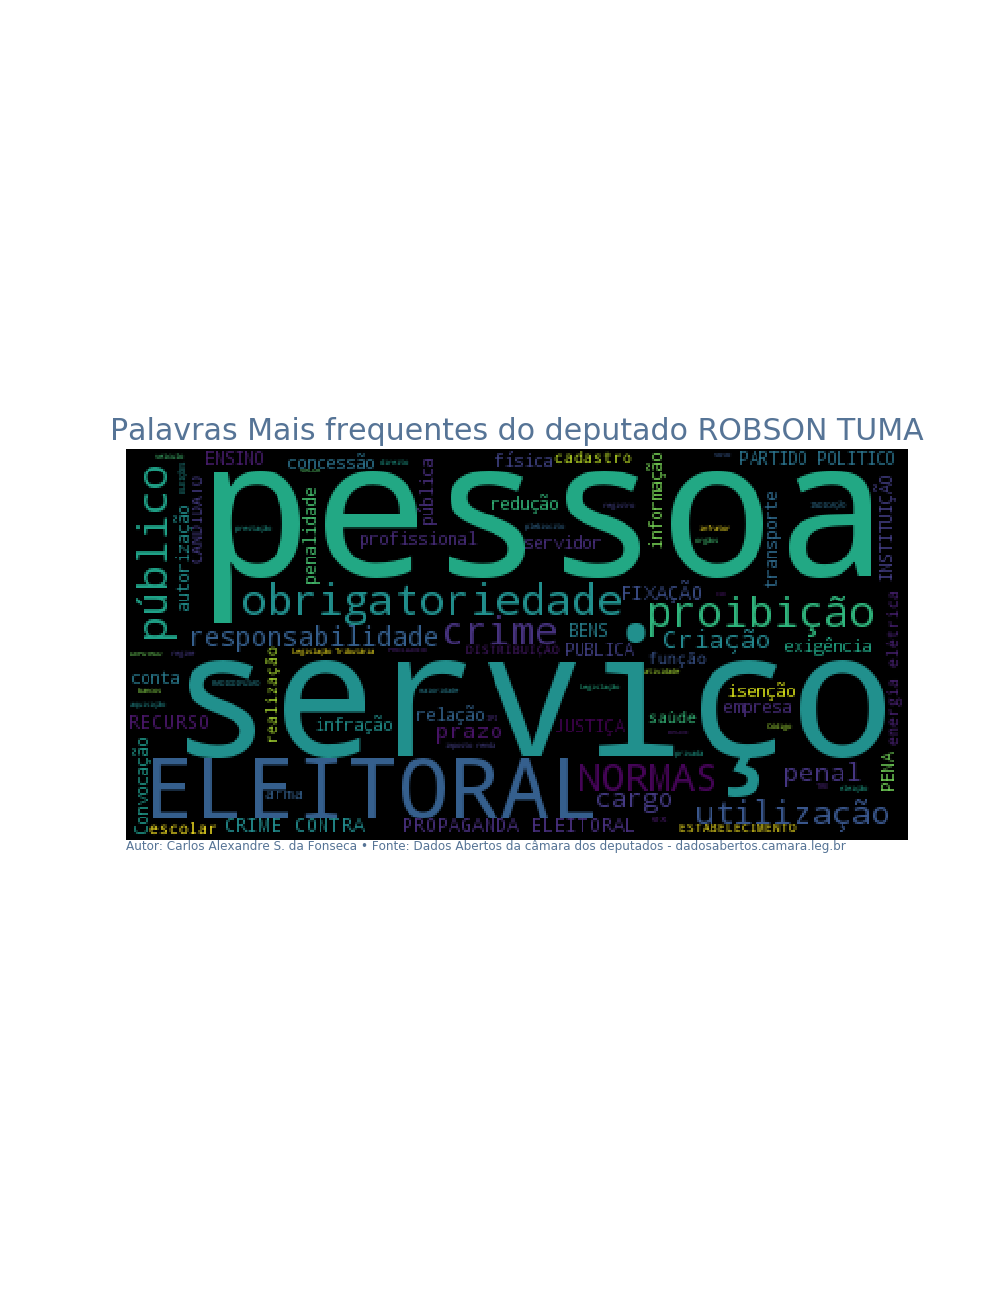 Palavras Mais frequentes do deputado ROBSON TUMA
ENSINO
concessão
física
cadastro
PARTIDO POLITICO
público
autorização
CANDIDATO
pessoa
penalidade
pública
redução
informação
profissional
servidor
transporte
INSTITUIÇÃO
obrigatoriedade
FIXAÇÃO
proibição
responsabilidade
crime
BENS
PUBLICA
Criação
exigência
DISTRIBUIÇÃO
Legislação Tributária
função
energia eletrica
conta
realização
serviço
isenção
empresa
RECURSO
infração
relação
prazo
JUSTIÇA
saúde
Convocação
ELEITORAL
arma
NORMAS
cargo
penal
PENA
utilização
escolar
CRIME CONTRA
PROPAGANDA ELEITORAL
ESTABELECIMENTO
Autor: Carlos Alexandre S. da Fonseca • Fonte: Dados Abertos da câmara dos deputados - dadosabertos.camara.leg.br